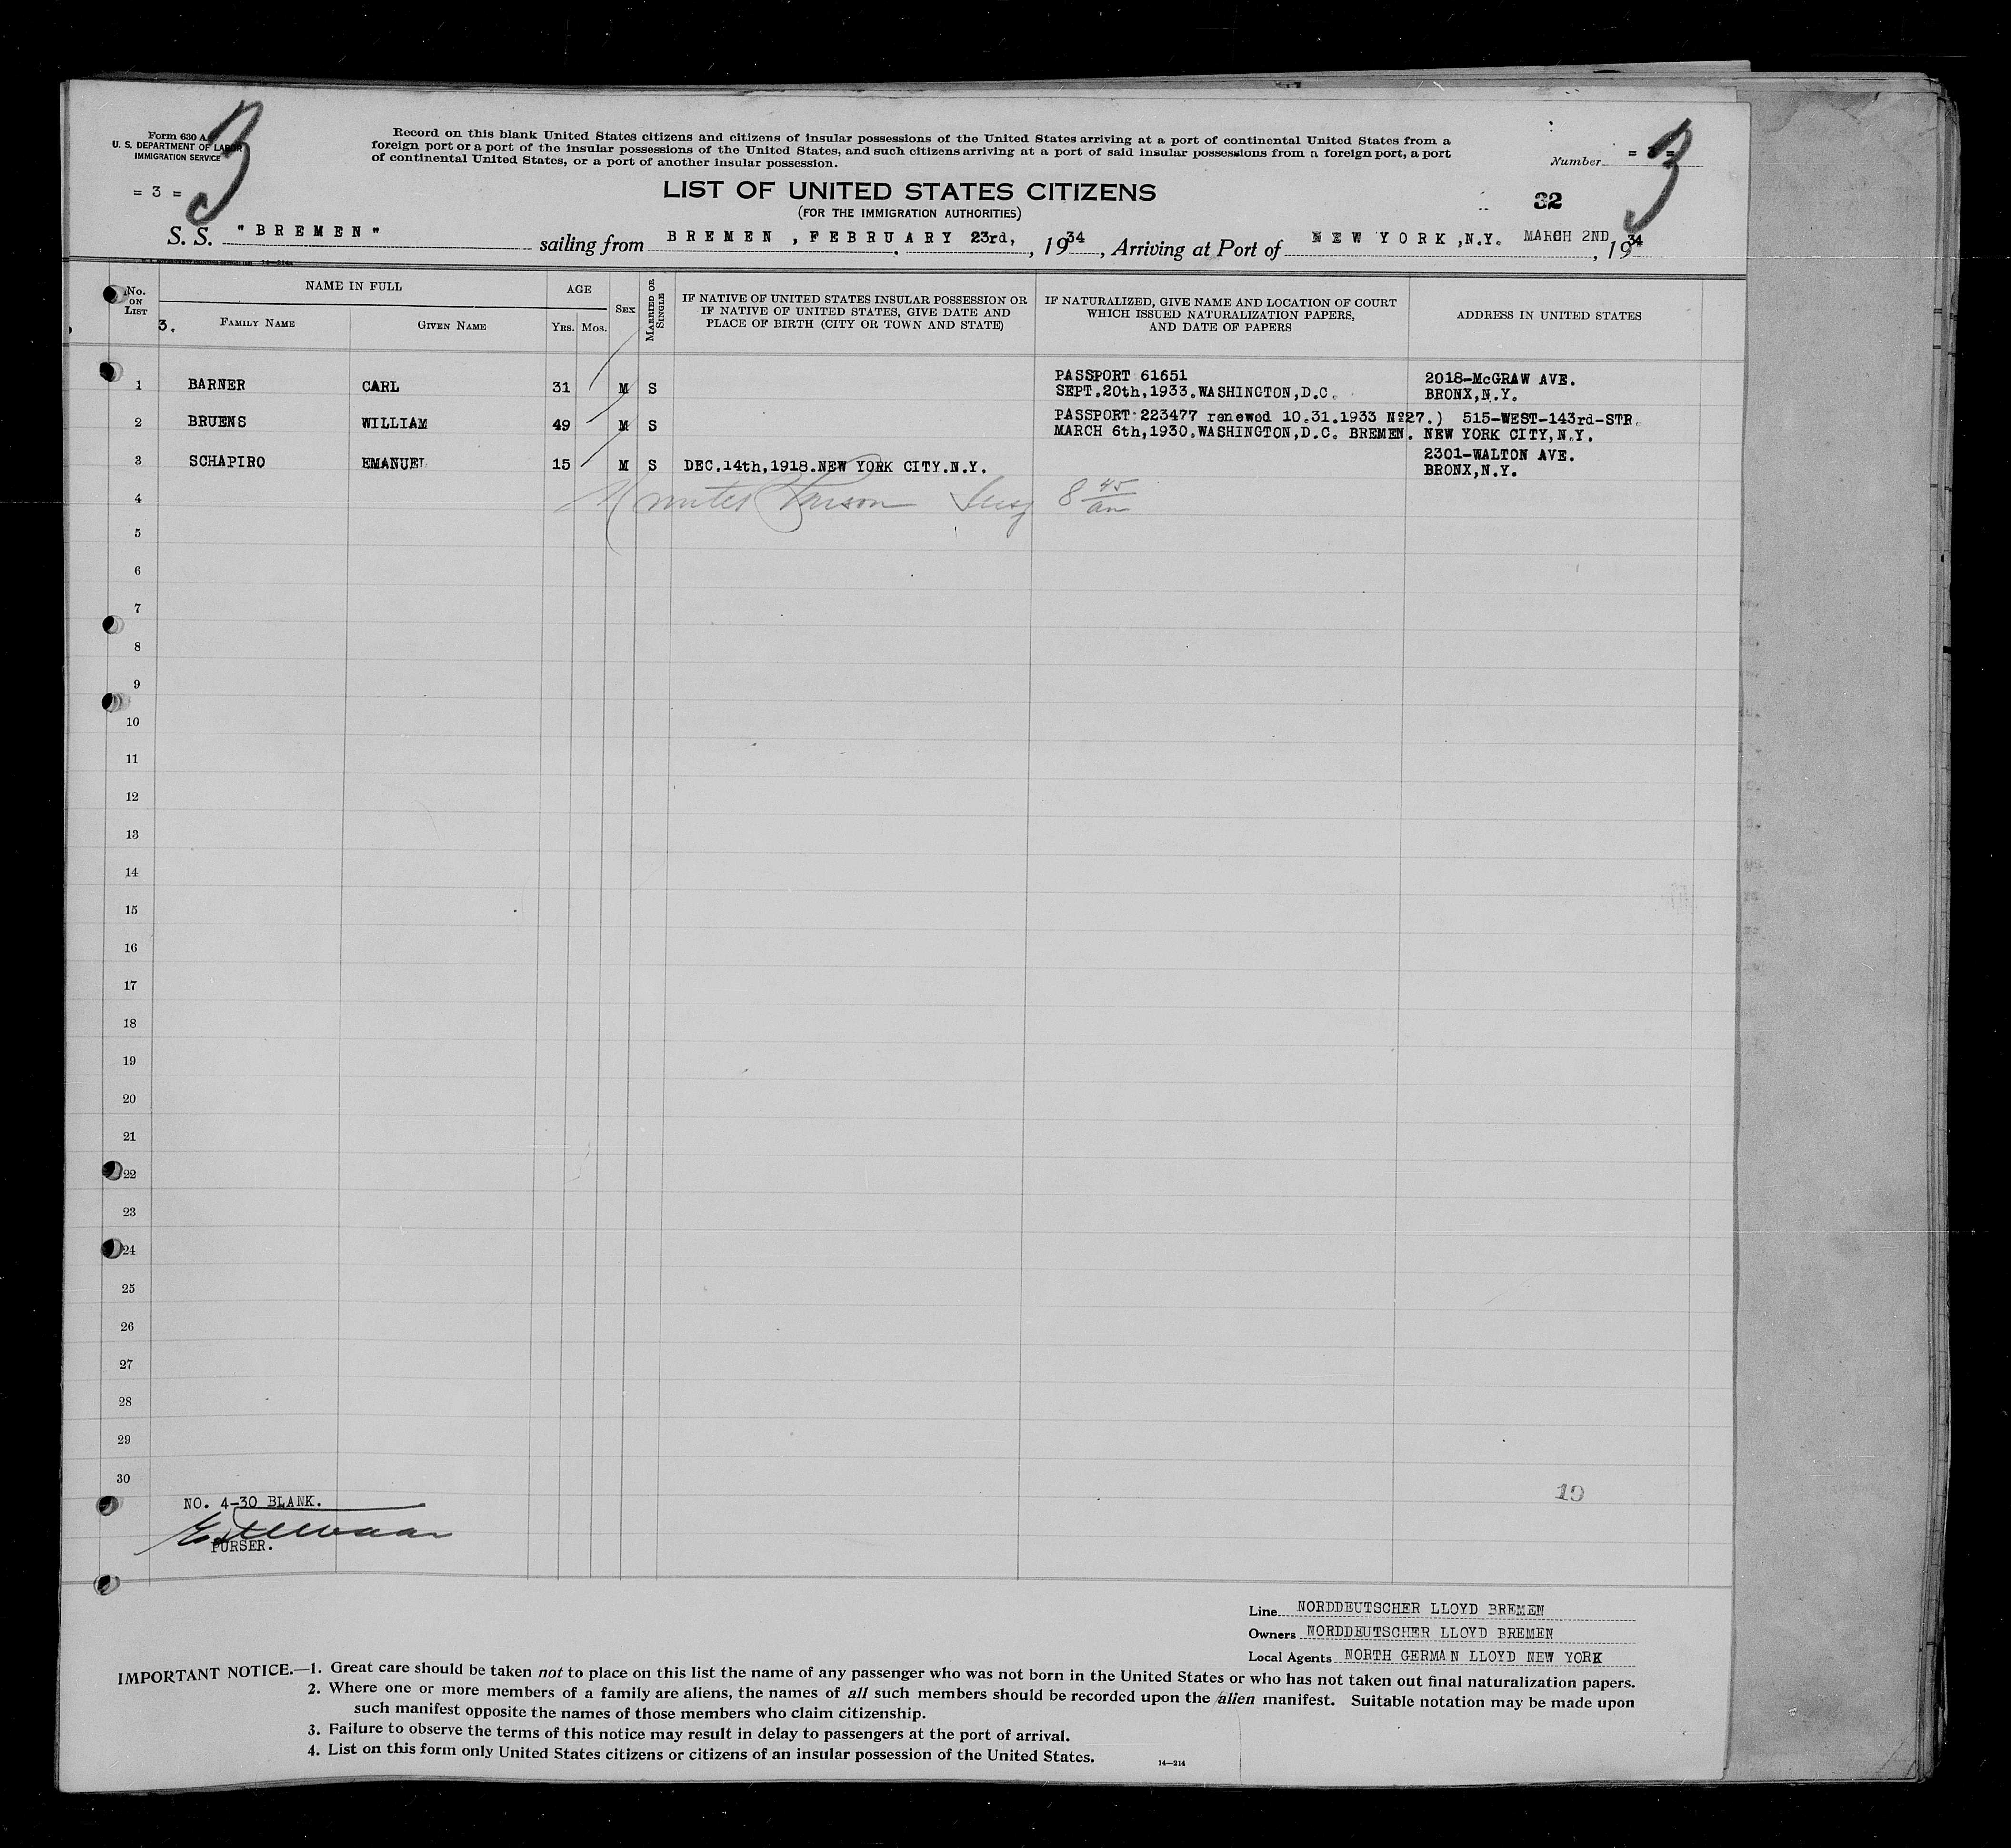 Form 630 A
U. S. DEPARTMENT OF LABOR
IMMIGRATION SERVICE
= 3 =
3
Record on this blank United States citizens and citizens of insular possessions of the United States arriving at a port of continental United States from a
foreign port or a port of the insular possessions of the United States, and such citizens arriving at a port of said insular possessions from a foreign port, a port
of continental United States, or a port of another insular possession.
Number = 3 =
3
LIST OF UNITED STATES CITIZENS
(FOR THE IMMIGRATION AUTHORITIES)
32
S. S. "BREMEN" sailing from BREMEN, FEBRUARY 23rd, 1934, Arriving at Port of NEW YORK, N.Y. MARCH 2ND, 1934
No. ON LIST
NAME IN FULL
3. FAMILY NAME
GIVEN NAME
AGE
YRS. MOS.
SEX
MARRIED OR SINGLE
IF NATIVE OF UNITED STATES INSULAR POSSESSION OR
IF NATIVE OF UNITED STATES, GIVE DATE AND
PLACE OF BIRTH (CITY OR TOWN AND STATE)
IF NATURALIZED, GIVE NAME AND LOCATION OF COURT
WHICH ISSUED NATURALIZATION PAPERS,
AND DATE OF PAPERS
ADDRESS IN UNITED STATES
1 BARNER CARL 31 M S PASSPORT 61651 2018-McGRAW AVE.
SEPT.20th,1933.WASHINGTON,D.C. BRONX,N.Y.
2 BRUENS WILLIAM 49 M S PASSPORT 223477 renewed 10.31.1933 Nº27.) 515-WEST-143rd-STR.
MARCH 6th,1930.WASHINGTON,D.C. BREMEN. NEW YORK CITY,N.Y.
3 SCHAPIRO EMANUEL 15 M S DEC.14th,1918.NEW YORK CITY.N.Y. 2301-WALTON AVE.
BRONX,N.Y.
4 8 45 am
5
6
7
8
9
10
11
12
13
14
15
16
17
18
19
20
21
22
23
24
25
26
27
28
29
30
19
NO. 4-30 BLANK.
PURSER.
Line NORDDEUTSCHER LLOYD BREMEN
Owners NORDDEUTSCHER LLOYD BREMEN
Local Agents NORTH GERMAN LLOYD NEW YORK
IMPORTANT NOTICE.—1. Great care should be taken not to place on this list the name of any passenger who was not born in the United States or who has not taken out final naturalization papers.
2. Where one or more members of a family are aliens, the names of all such members should be recorded upon the alien manifest. Suitable notation may be made upon
such manifest opposite the names of those members who claim citizenship.
3. Failure to observe the terms of this notice may result in delay to passengers at the port of arrival.
4. List on this form only United States citizens or citizens of an insular possession of the United States.
14—214